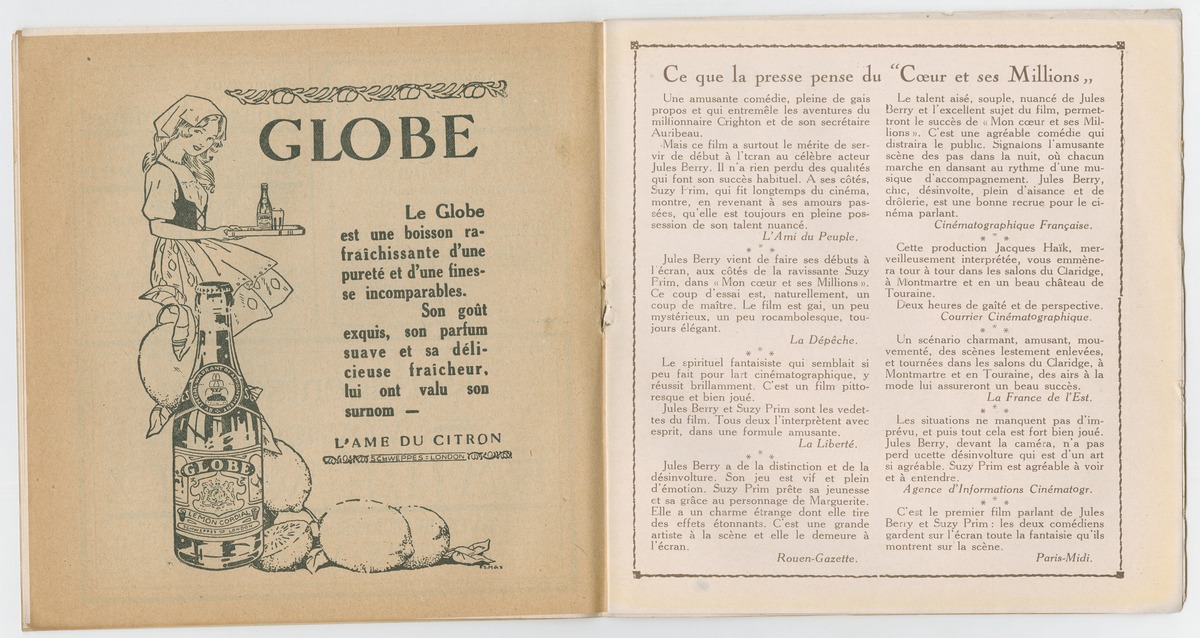 GLOBE
Le Globe
est une boisson ra-
fraîchissante d'une
pureté et d'une fines-
se incomparables.
Son goût
exquis, son parfum
suave et sa déli-
cieuse fraîcheur,
lui ont valu son
surnom —
L'AME DU CITRON
SCHWEPPES - LONDON
GLOBE
LEMON CORDIAL
Ce que la presse pense du "Cœur et ses Millions„
Une amusante comédie, pleine de gais
propos et qui entremêle les aventures du
millionnaire Crighton et de son secrétaire
Auribeau.
Mais ce film a surtout le mérite de ser-
vir de début à l'tcran au célèbre acteur
Jules Berry. Il n'a rien perdu des qualités
qui font son succès habituel. A ses côtés,
Suzy Prim, qui fit longtemps du cinéma,
montre, en revenant à ses amours pas-
sées, qu'elle est toujours en pleine pos-
session de son talent nuancé.
L'Ami du Peuple.
* * *
Jules Berry vient de faire ses débuts à
l'écran, aux côtés de la ravissante Suzy
Prim, dans « Mon cœur et ses Millions ».
Ce coup d'essai est, naturellement, un
coup de maître. Le film est gai, un peu
mystérieux, un peu rocambolesque, tou-
jours élégant.
La Dépêche.
* * *
Le spirituel fantaisiste qui semblait si
peu fait pour lart cinématographique, y
réussit brillamment. C'est un film pitto-
resque et bien joué.
Jules Berry et Suzy Prim sont les vedet-
tes du film. Tous deux l'interprètent avec
esprit, dans une formule amusante.
La Liberté.
* * *
Jules Berry a de la distinction et de la
désinvolture. Son jeu est vif et plein
d'émotion. Suzy Prim prête sa jeunesse
et sa grâce au personnage de Marguerite.
Elle a un charme étrange dont elle tire
des effets étonnants. C'est une grande
artiste à la scène et elle le demeure à
l'écran.
Rouen-Gazette.
Le talent aisé, souple, nuancé de Jules
Berry et l'excellent sujet du film, permet-
tront le succès de « Mon cœur et ses Mil-
lions ». C'est une agréable comédie qui
distraira le public. Signalons l'amusante
scène des pas dans la nuit, où chacun
marche en dansant au rythme d'une mu-
sique d'accompagnement. Jules Berry,
chic, désinvolte, plein d'aisance et de
drôlerie, est une bonne recrue pour le ci-
néma parlant.
Cinématographique Française.
* * *
Cette production Jacques Haïk, mer-
veilleusement interprétée, vous emmène-
ra tour à tour dans les salons du Claridge,
à Montmartre et en un beau château de
Touraine.
Deux heures de gaîté et de perspective.
Courrier Cinématographique.
* * *
Un scénario charmant, amusant, mou-
vementé, des scènes lestement enlevées,
et tournées dans les salons du Claridge, à
Montmartre et en Touraine, des airs à la
mode lui assureront un beau succès.
La France de l'Est.
* * *
Les situations ne manquent pas d'im-
prévu, et puis tout cela est fort bien joué.
Jules Berry, devant la caméra, n'a pas
perd ucette désinvolture qui est d'un art
si agréable. Suzy Prim est agréable à voir
et à entendre.
Agence d'Informations Cinématogr.
* * *
C'est le premier film parlant de Jules
Berry et Suzy Prim : les deux comédiens
gardent sur l'écran toute la fantaisie qu'ils
montrent sur la scène.
Paris-Midi.